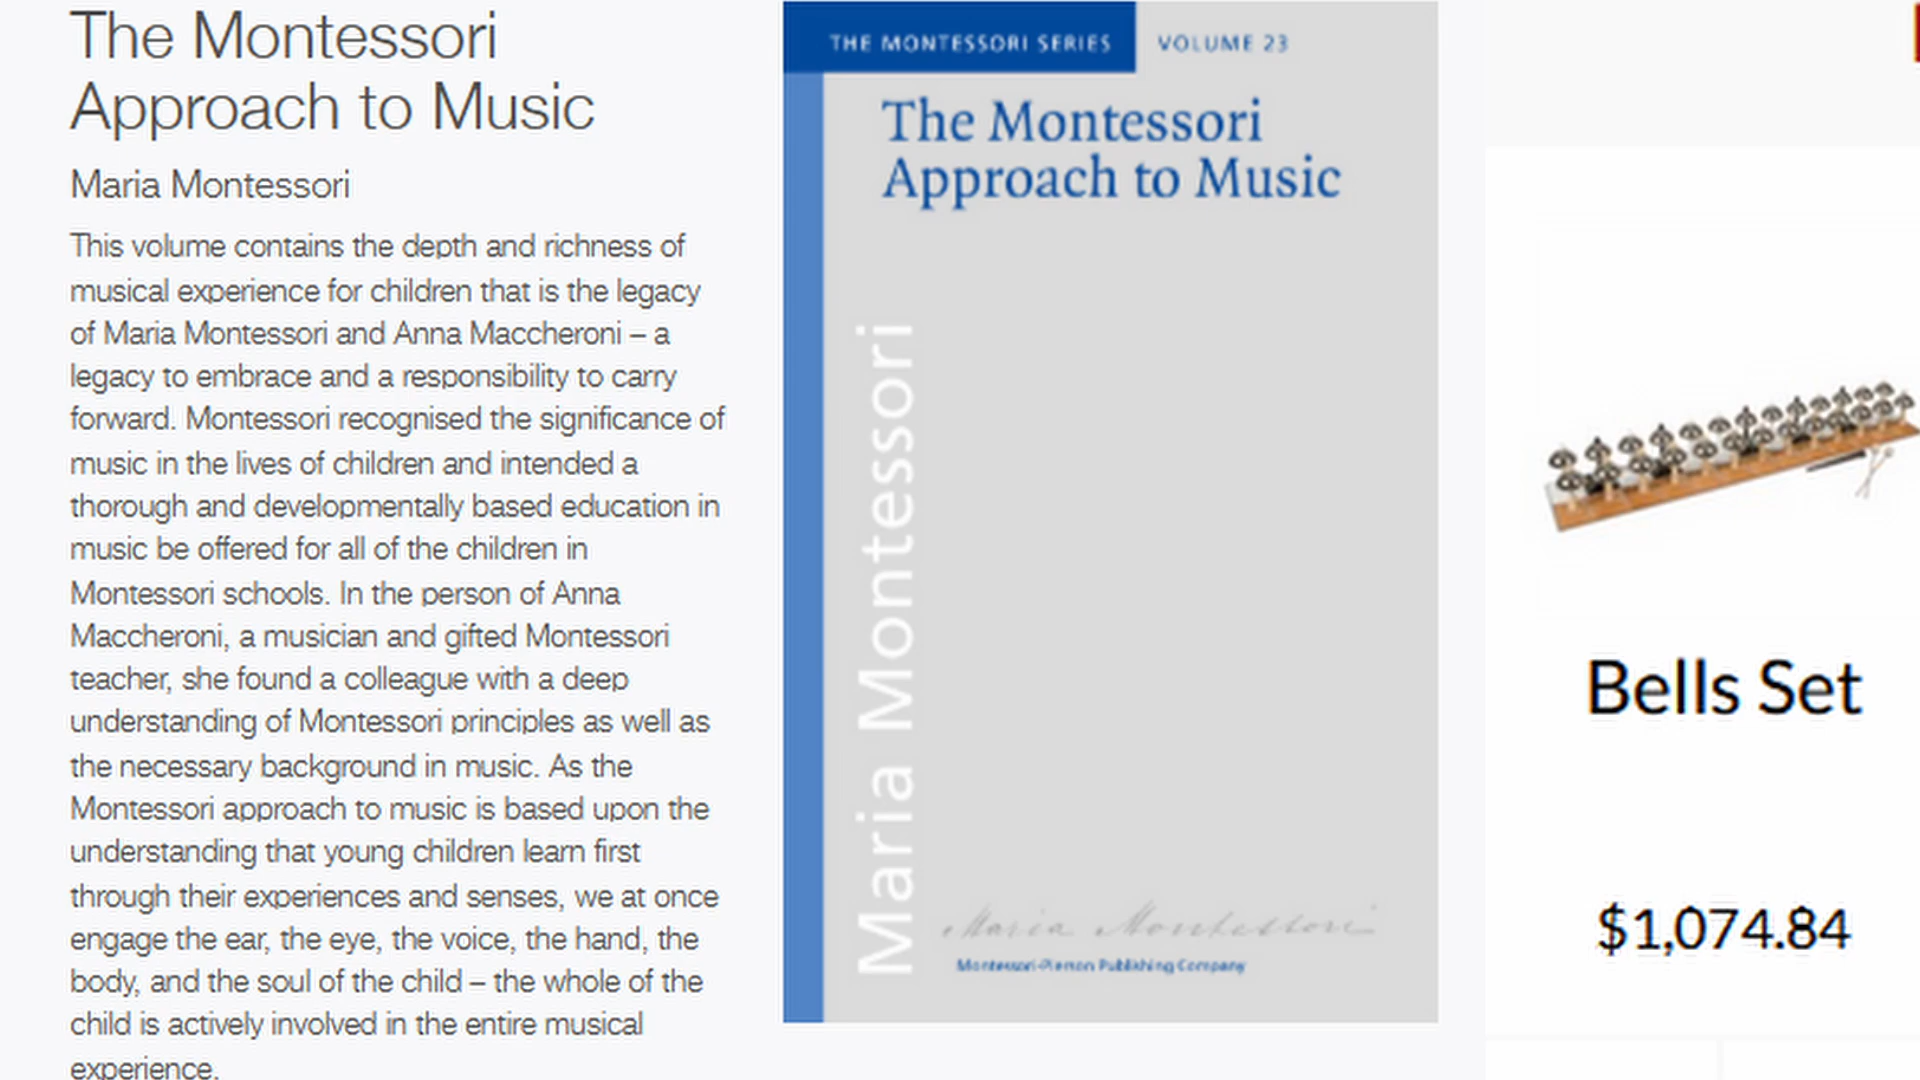 The Montessori
Approach to Music
Maria Montessori
This volume contains the depth and richness of
musical experience for children that is the legacy
of Maria Montessori and Anna Maccheroni – a
legacy to embrace and a responsibility to carry
forward. Montessori recognised the significance of
music in the lives of children and intended a
thorough and developmentally based education in
music be offered for all of the children in
Montessori schools. In the person of Anna
Maccheroni, a musician and gifted Montessori
teacher, she found a colleague with a deep
understanding of Montessori principles as well as
the necessary background in music. As the
Montessori approach to music is based upon the
understanding that young children learn first
through their experiences and senses, we at once
engage the ear, the eye, the voice, the hand, the
body, and the soul of the child – the whole of the
child is actively involved in the entire musical
experience.
THE MONTESSORI SERIES VOLUME 23
The Montessori
Approach to Music
Maria Montessori
Maria Montessori
Montessori-Pierson Publishing Company
Bells Set
$1,074.84